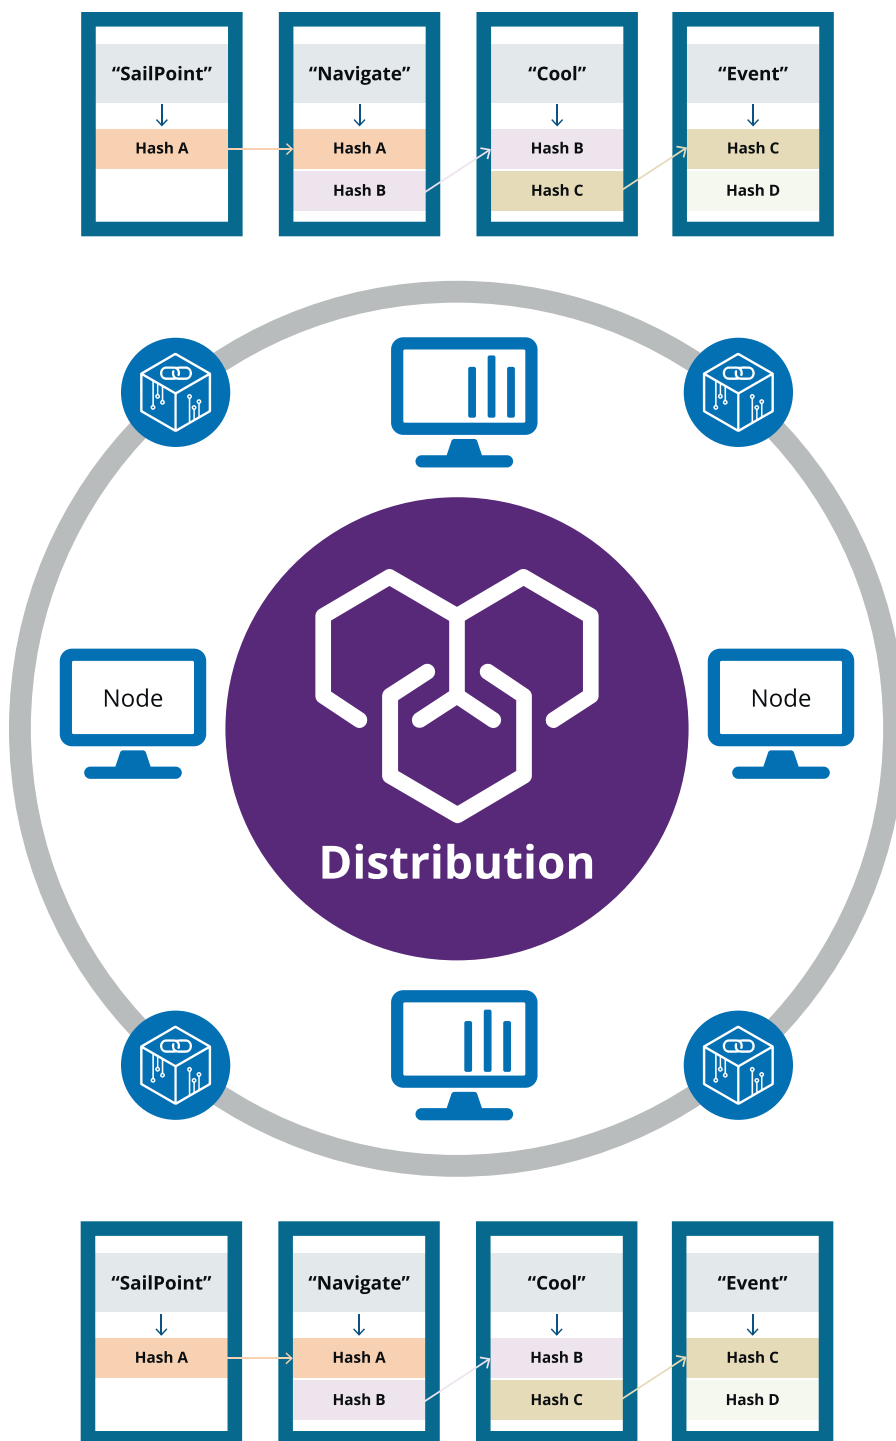 “SailPoint” “Navigate” “Cool” “Event”
Hash A Hash A Hash B Hash C
Hash B Hash C Hash D
Node Node
Distribution
“SailPoint” “Navigate” “Cool” “Event”
Hash A Hash A Hash B Hash C
Hash B Hash C Hash D